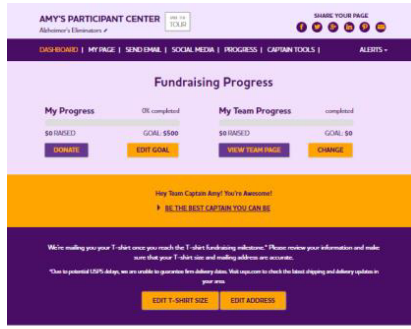 AMY'S PARTICIPANT CENTER
TOUR
SHARE YOUR PAGE
Alzheimer's Eliminators
DASHBOARD | MY PAGE | SEND EMAIL | SOCIAL MEDIA | PROGRESS | CAPTAIN TOOLS | ALERTS
Fundraising Progress
My Progress 0% completed
My Team Progress completed
$0 RAISED GOAL: $500
$0 RAISED GOAL: $0
DONATE EDIT GOAL VIEW TEAM PAGE CHANGE
Hey Team Captain Amy! You're Awesome!
BE THE BEST CAPTAIN YOU CAN BE
We're mailing you your T-shirt once you reach the T-shirt fundraising milestone.* Please review your information and make
sure that your T-shirt size and mailing address are accurate.
*Due to potential USPS delays, we are unable to guarantee firm delivery dates. Visit usps.com to check the latest shipping and delivery updates in
your area.
EDIT T-SHIRT SIZE EDIT ADDRESS